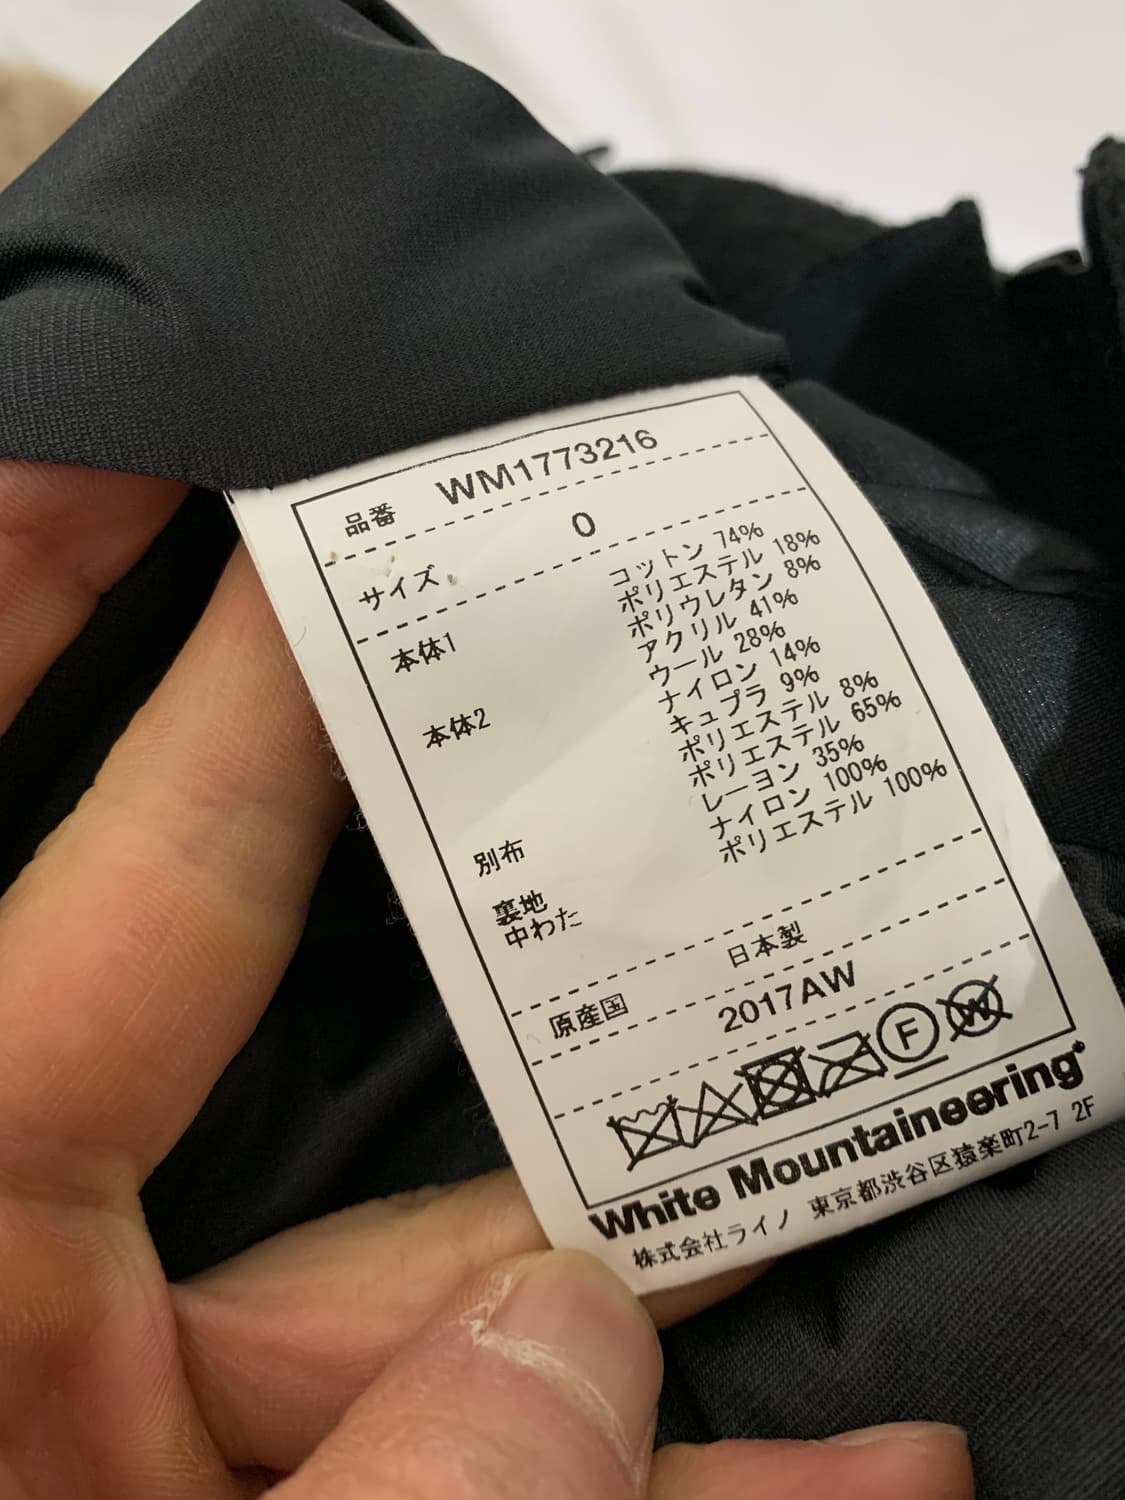 品番 WM1773216
サイズ 0
本体1 コットン 74%
ポリエステル 18%
ポリウレタン 8%
本体2 アクリル 41%
ウール 28%
ナイロン 14%
キュプラ 9%
ポリエステル 8%
別布 ポリエステル 65%
レーヨン 35%
裏地 ナイロン 100%
中わた ポリエステル 100%
原産国 日本製
2017AW
F W
White Mountaineering®
株式会社ライノ 東京都渋谷区猿楽町2-7 2F